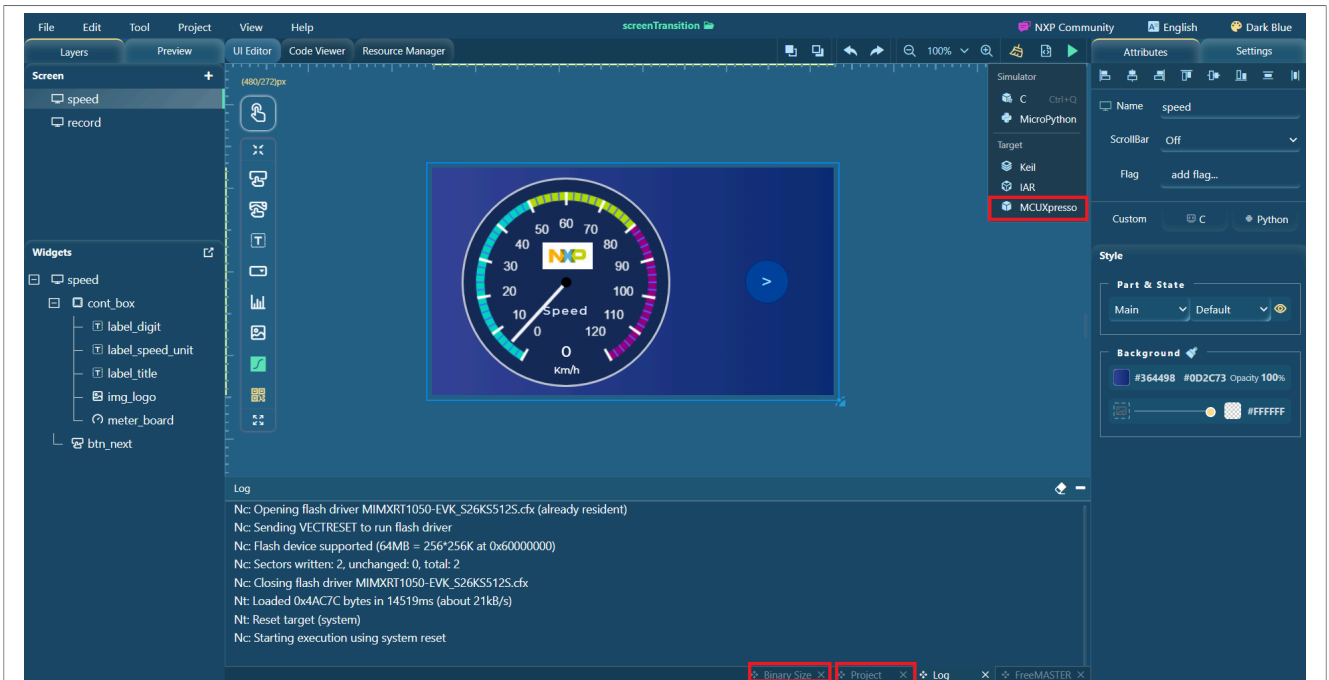 File Edit Tool Project View Help screenTransition NXP Community English Dark Blue
Layers Preview UI Editor Code Viewer Resource Manager 100% Attributes Settings
Screen +
speed
record
(480/272)px
Simulator
C Ctrl+Q
MicroPython
Target
Keil
IAR
MCUXpresso
Name speed
ScrollBar Off
Flag add flag...
Custom C Python
Style
Part & State
Main Default
Background
#364498 #0D2C73 Opacity 100%
#FFFFFF
Widgets
speed
cont_box
label_digit
label_speed_unit
label_title
img_logo
meter_board
btn_next
50 60 70
40 80
NXP
30 90
20 100
10 Speed 110
0 120
0
Km/h
>
Log
Nc: Opening flash driver MIMXRT1050-EVK_S26KS512S.cfx (already resident)
Nc: Sending VECTRESET to run flash driver
Nc: Flash device supported (64MB = 256*256K at 0x60000000)
Nc: Sectors written: 2, unchanged: 0, total: 2
Nc: Closing flash driver MIMXRT1050-EVK_S26KS512S.cfx
Nt: Loaded 0x4AC7C bytes in 14519ms (about 21kB/s)
Nt: Reset target (system)
Nc: Starting execution using system reset
Binary Size Project Log FreeMASTER